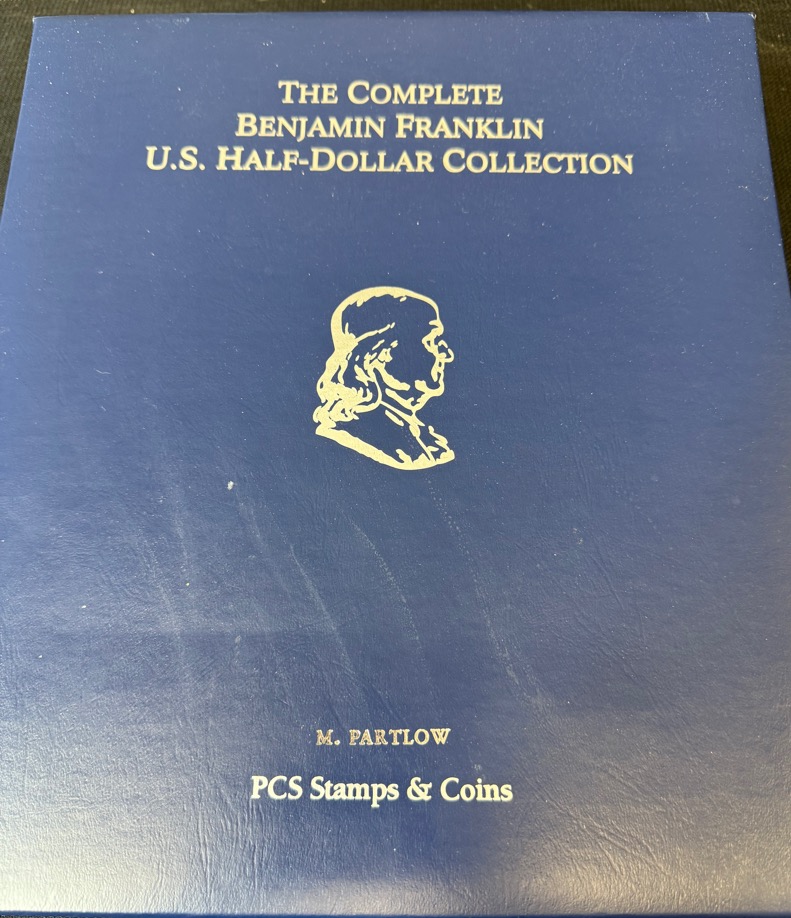 THE COMPLETE
BENJAMIN FRANKLIN
U.S. HALF-DOLLAR COLLECTION
M. PARTLOW
PCS Stamps & Coins